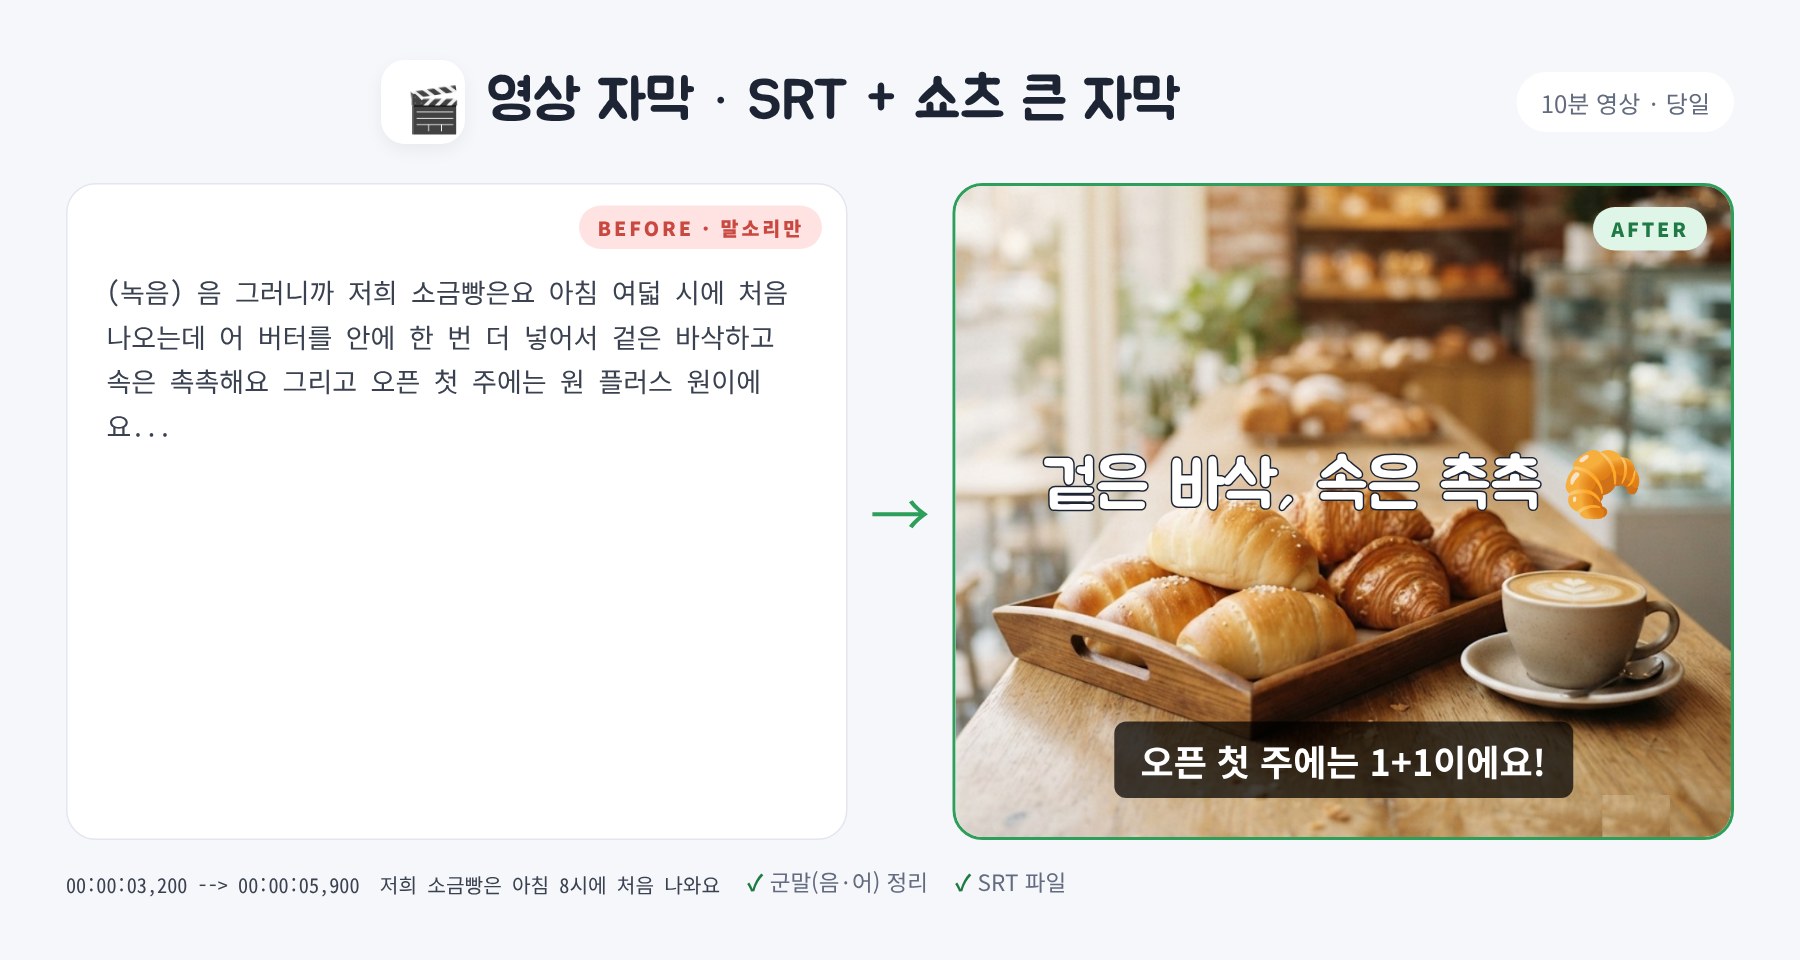 영상 자막 · SRT + 쇼츠 큰 자막
10분 영상 · 당일
BEFORE · 말소리만
(녹음) 음 그러니까 저희 소금빵은요 아침 여덟 시에 처음
나오는데 어 버터를 안에 한 번 더 넣어서 겉은 바삭하고
속은 촉촉해요 그리고 오픈 첫 주에는 원 플러스 원이에
요...
→
AFTER
겉은 바삭, 속은 촉촉 🥐
오픈 첫 주에는 1+1이에요!
00:00:03,200 --> 00:00:05,900 저희 소금빵은 아침 8시에 처음 나와요 ✓ 군말(음·어) 정리 ✓ SRT 파일